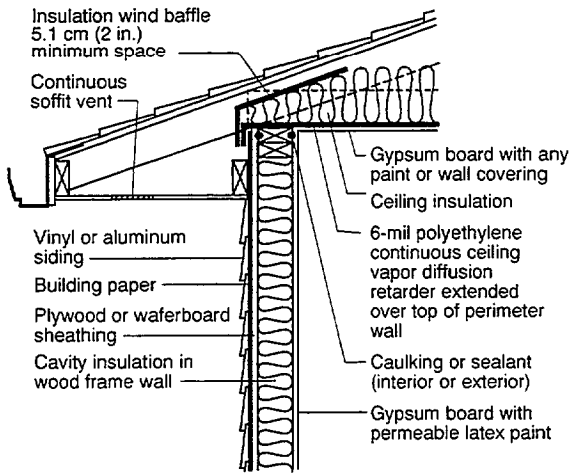 Insulation wind baffle
5.1 cm (2 in.)
minimum space
Continuous
soffit vent
Vinyl or aluminum
siding
Building paper
Plywood or waferboard
sheathing
Cavity insulation in
wood frame wall
Gypsum board with any
paint or wall covering
Ceiling insulation
6-mil polyethylene
continuous ceiling
vapor diffusion
retarder extended
over top of perimeter
wall
Caulking or sealant
(interior or exterior)
Gypsum board with
permeable latex paint